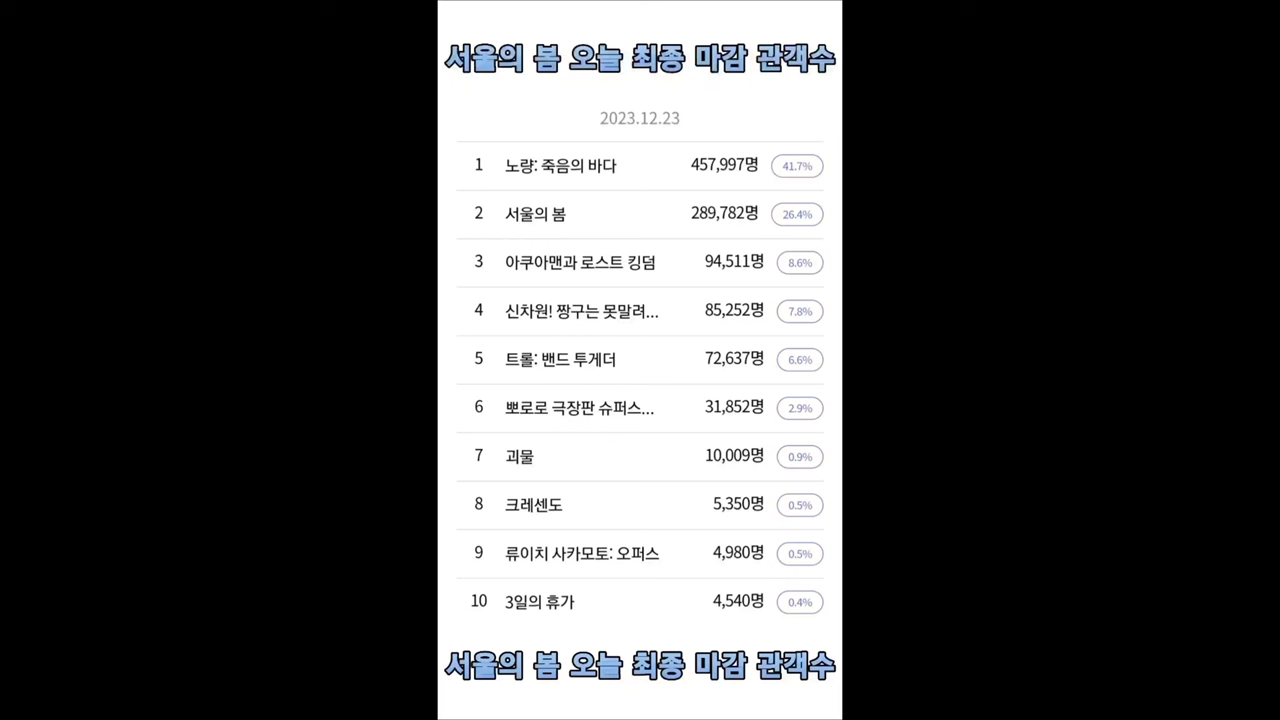 서울의 봄 오늘 최종 마감 관객수
2023.12.23
1 노량: 죽음의 바다 457,997명 41.7%
2 서울의 봄 289,782명 26.4%
3 아쿠아맨과 로스트 킹덤 94,511명 8.6%
4 신차원! 짱구는 못말려... 85,252명 7.8%
5 트롤: 밴드 투게더 72,637명 6.6%
6 뽀로로 극장판 슈퍼스... 31,852명 2.9%
7 괴물 10,009명 0.9%
8 크레센도 5,350명 0.5%
9 류이치 사카모토: 오퍼스 4,980명 0.5%
10 3일의 휴가 4,540명 0.4%
서울의 봄 오늘 최종 마감 관객수